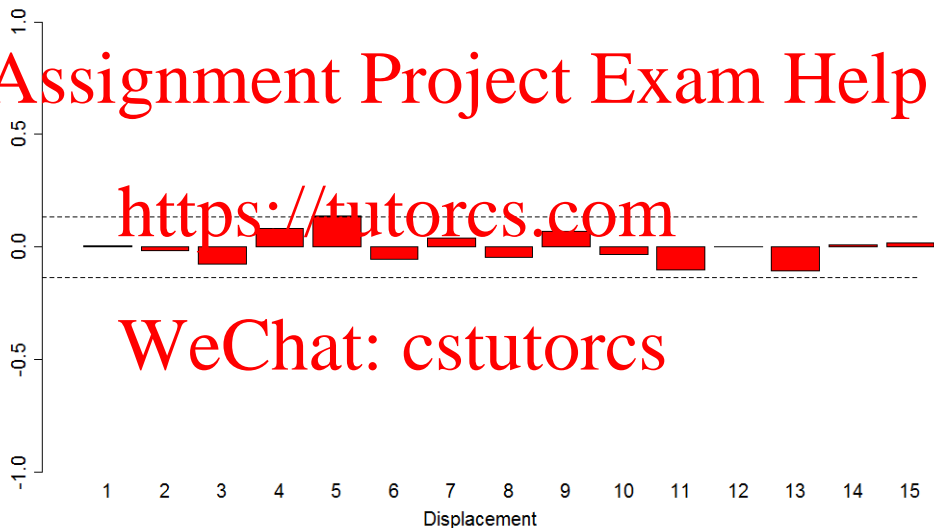 1.0
Assignment Project Exam Help
0.5
https://tutorcs.com
0.0
WeChat: cstutorcs
-0.5
-1.0
1 2 3 4 5 6 7 8 9 10 11 12 13 14 15
Displacement